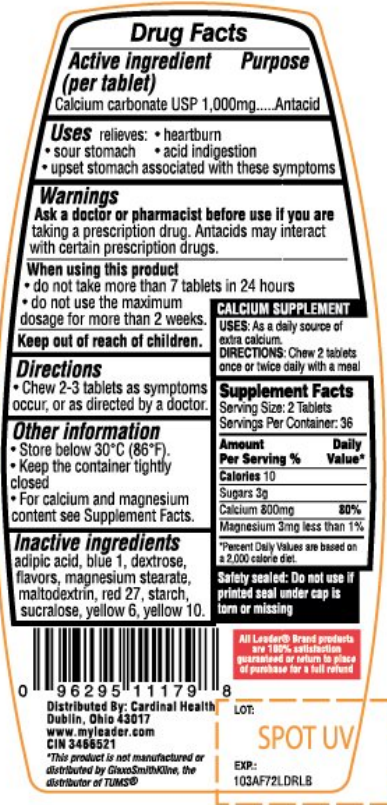 Drug Facts
Active ingredient Purpose
(per tablet)
Calcium carbonate USP 1,000mg.....Antacid
Uses relieves: • heartburn
• sour stomach • acid indigestion
• upset stomach associated with these symptoms
Warnings
Ask a doctor or pharmacist before use if you are
taking a prescription drug. Antacids may interact
with certain prescription drugs.
When using this product
• do not take more than 7 tablets in 24 hours
• do not use the maximum
dosage for more than 2 weeks.
Keep out of reach of children.
Directions
• Chew 2-3 tablets as symptoms
occur, or as directed by a doctor.
Other information
• Store below 30°C (86°F).
• Keep the container tightly
closed
• For calcium and magnesium
content see Supplement Facts.
Inactive ingredients
adipic acid, blue 1, dextrose,
flavors, magnesium stearate,
maltodextrin, red 27, starch,
sucralose, yellow 6, yellow 10.
CALCIUM SUPPLEMENT
USES: As a daily source of
extra calcium.
DIRECTIONS: Chew 2 tablets
once or twice daily with a meal
Supplement Facts
Serving Size: 2 Tablets
Servings Per Container: 36
Amount Daily
Per Serving % Value*
Calories 10
Sugars 3g
Calcium 800mg 80%
Magnesium 3mg less than 1%
*Percent Daily Values are based on
a 2,000 calorie diet.
Safety sealed: Do not use if
printed seal under cap is
torn or missing
All Leader® Brand products
are 100% satisfaction
guaranteed or return to place
of purchase for a full refund
0 96295 11179 8
Distributed By: Cardinal Health
Dublin, Ohio 43017
www.myleader.com
CIN 3466521
*This product is not manufactured or
distributed by GlaxoSmithKline, the
distributor of TUMS®
LOT:
SPOT UV
EXP.:
103AF72LDRLB